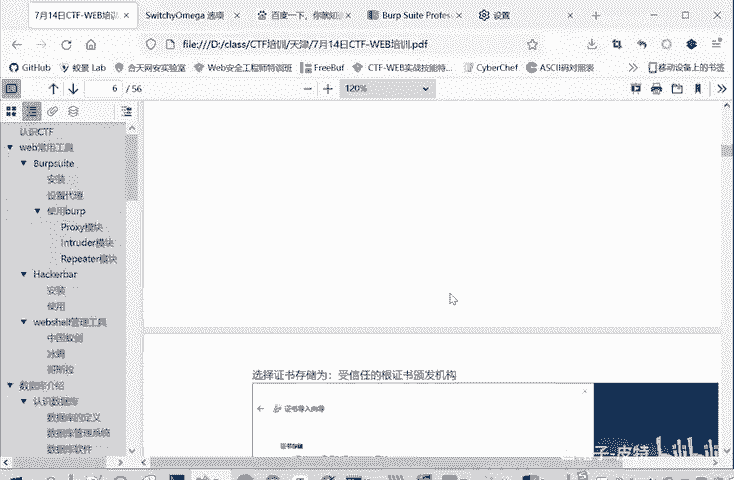 7月14日CTF-WEB培训
SwitchyOmega 选项
百度一下，你就知
Burp Suite Profes
设置
file:///D:/class/CTF培训/天津/7月14日CTF-WEB培训.pdf
GitHub
蚁景 Lab
合天网安实验室
Web安全工程师特训班
FreeBuf
CTF-WEB实战技能特...
CyberChef
ASCII码对照表
移动设备上的书签
6 / 56
120%
认识CTF
web常用工具
Burpsuite
安装
设置代理
使用burp
Proxy模块
Intruder模块
Repeater模块
Hackerbar
安装
使用
webshell管理工具
中国蚁剑
冰蝎
哥斯拉
数据库介绍
认识数据库
数据库的定义
数据库管理系统
数据库软件
选择证书存储为：受信任的根证书颁发机构
证书导入向导
证书存储